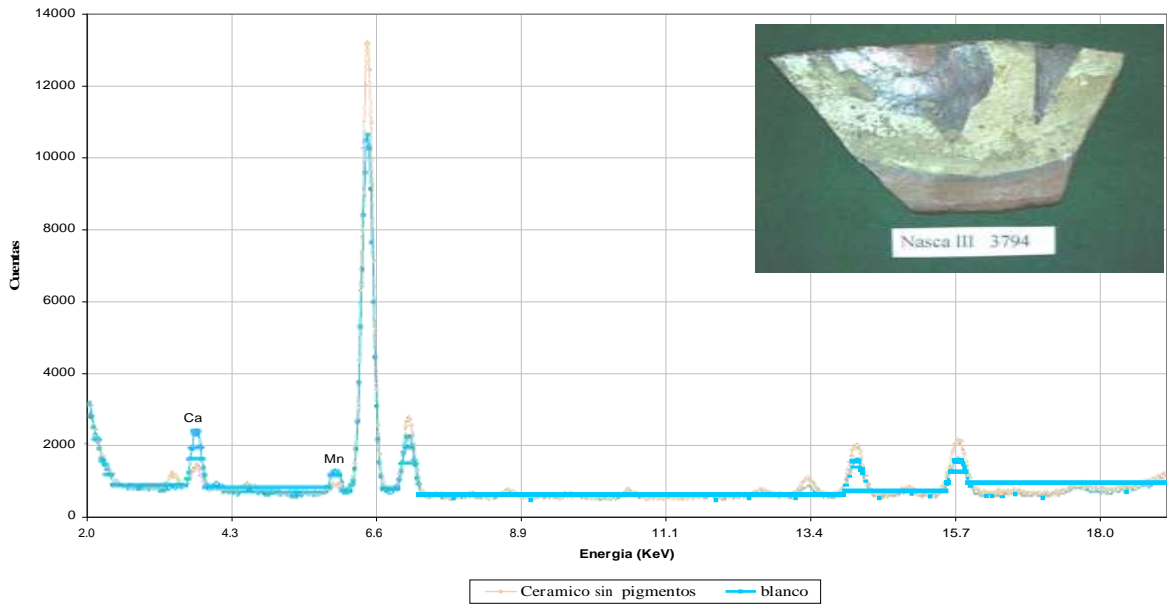 14000
12000
10000
8000
6000
4000
2000
0
Cuentas
Ca
Mn
Nasca III 3794
2.0 4.3 6.6 8.9 11.1 13.4 15.7 18.0
Energia (KeV)
Ceramico sin pigmentos blanco